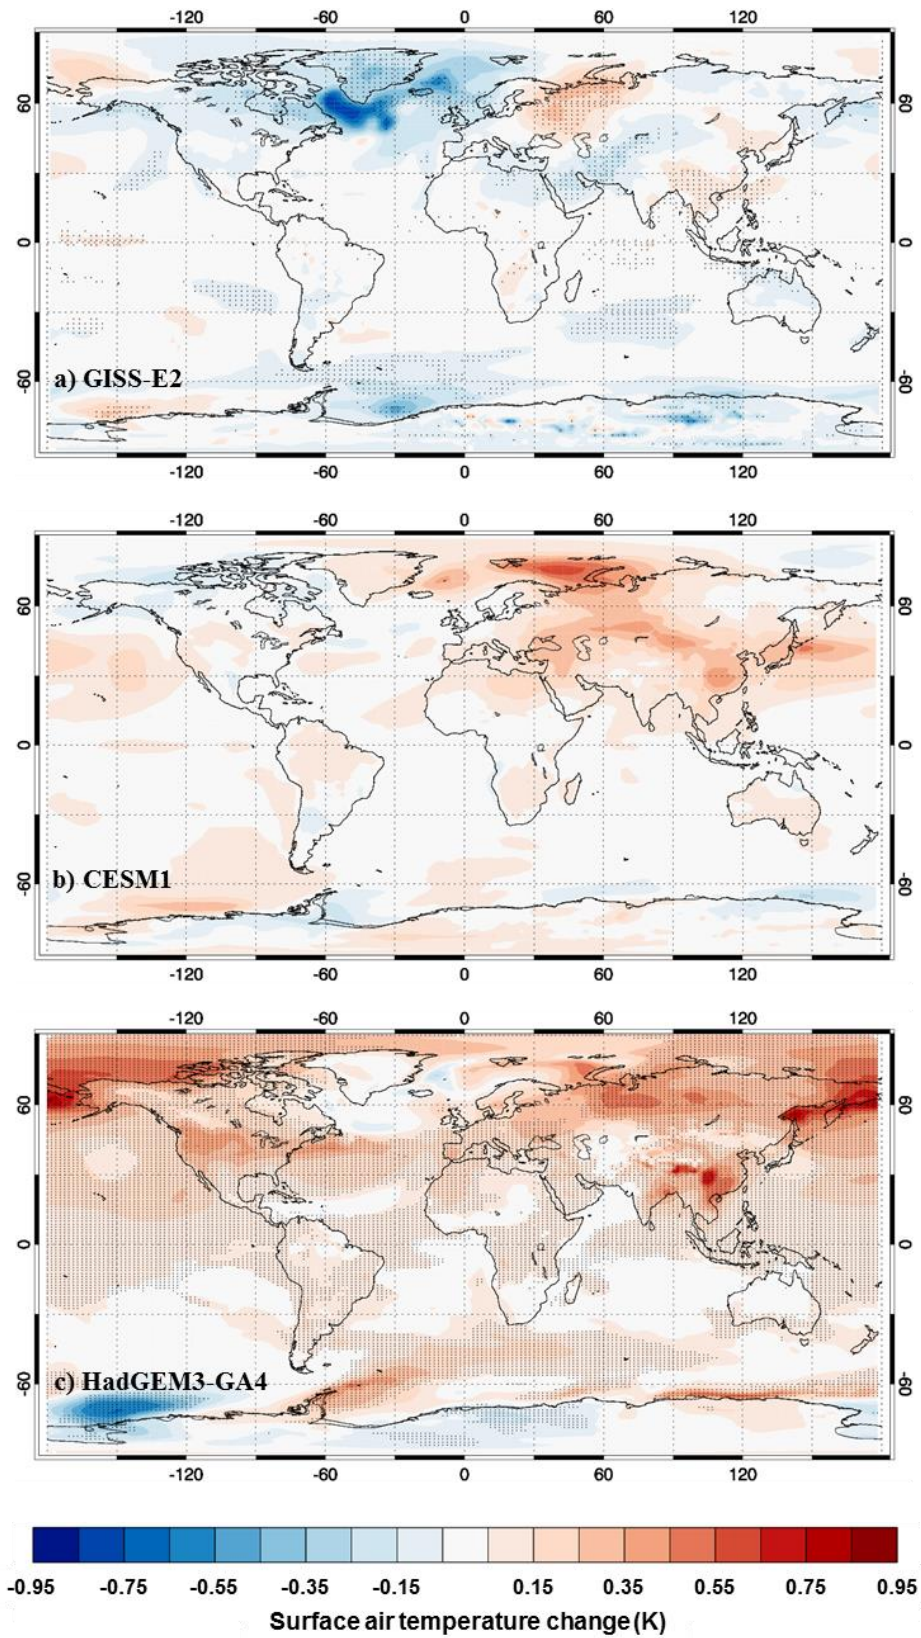 -120 -60 0 60 120
60 60
0 0
-60 -60
a) GISS-E2
-120 -60 0 60 120
-120 -60 0 60 120
60 60
0 0
-60 -60
b) CESM1
-120 -60 0 60 120
-120 -60 0 60 120
60 60
0 0
-60 -60
c) HadGEM3-GA4
-120 -60 0 60 120
-0.95 -0.75 -0.55 -0.35 -0.15 0.15 0.35 0.55 0.75 0.95
Surface air temperature change (K)